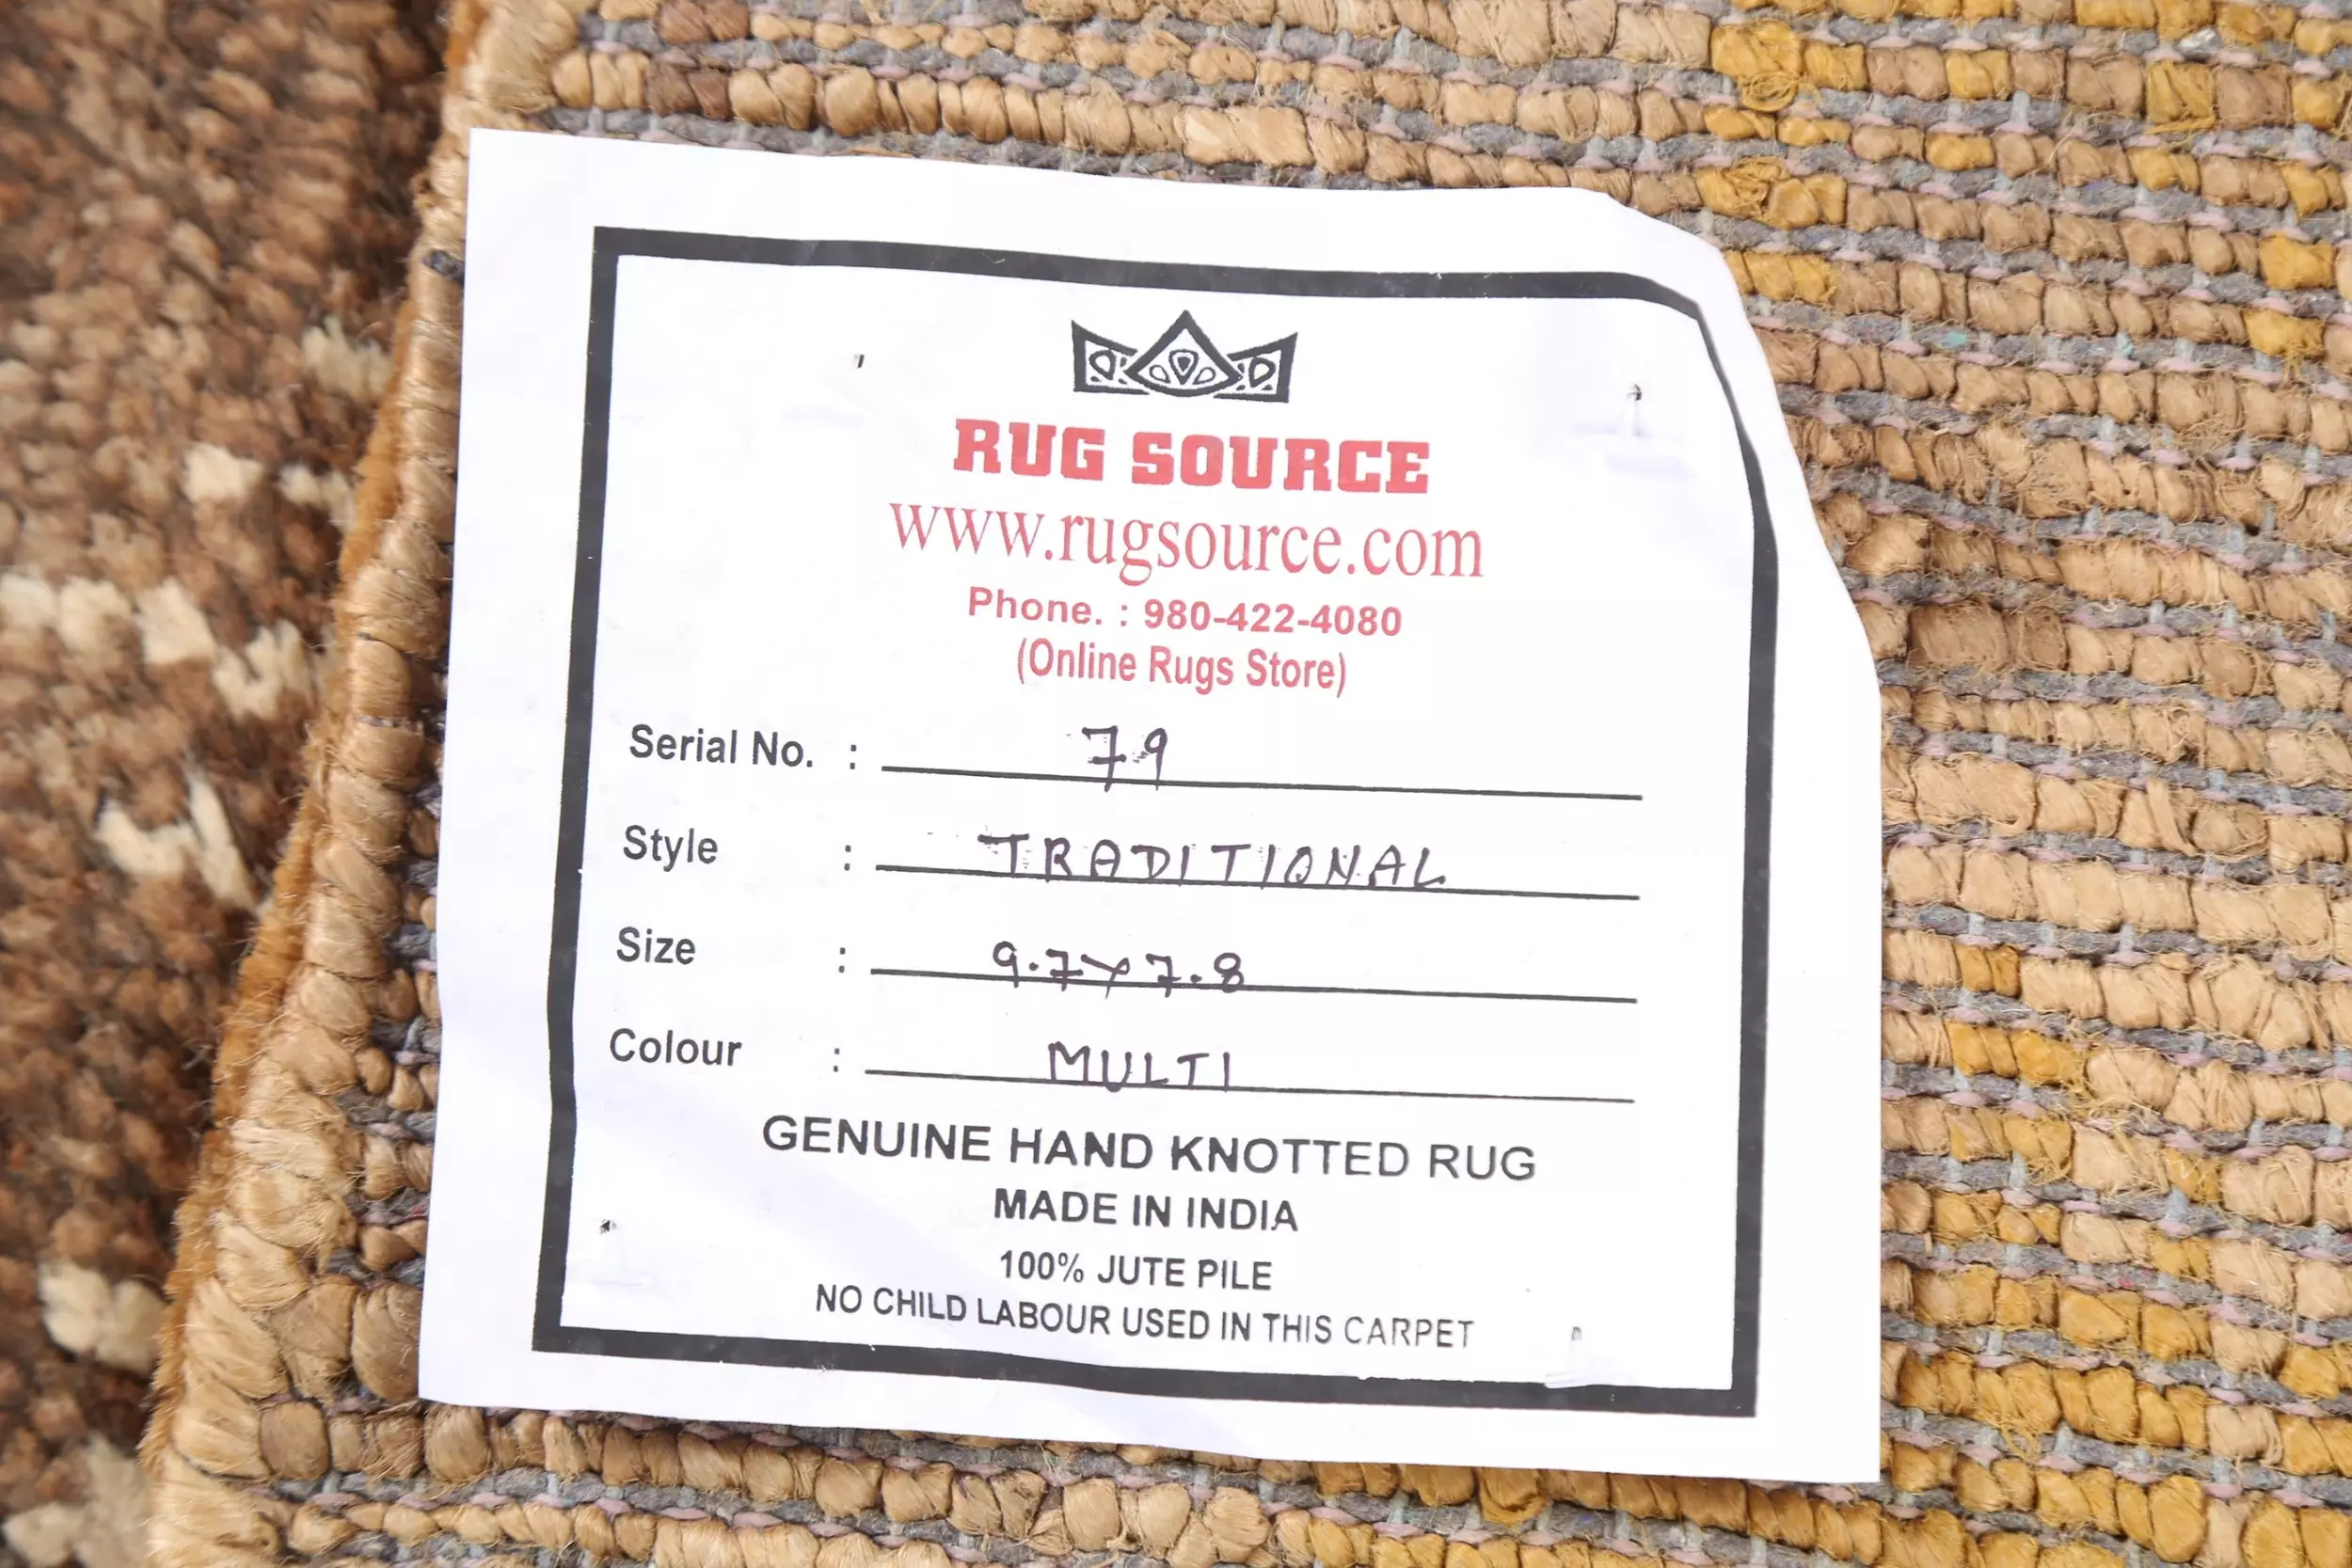 RUG SOURCE
www.rugsource.com
Phone. : 980-422-4080
(Online Rugs Store)
Serial No. : 79
Style : TRADITIONAL
Size : 9.7x7.8
Colour : MULTI
GENUINE HAND KNOTTED RUG
MADE IN INDIA
100% JUTE PILE
NO CHILD LABOUR USED IN THIS CARPET